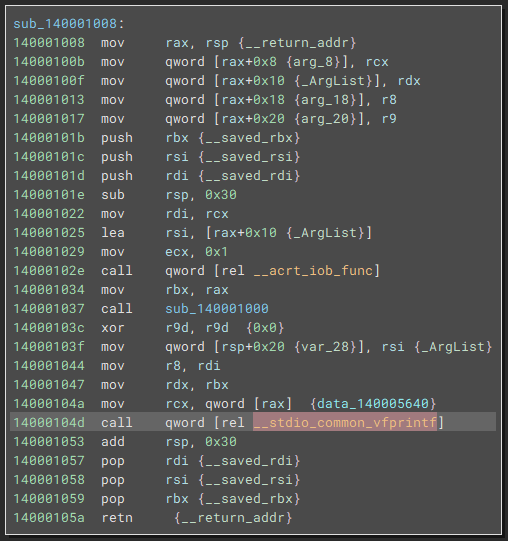 sub_140001008:
140001008 mov rax, rsp {__return_addr}
14000100b mov qword [rax+0x8 {arg_8}], rcx
14000100f mov qword [rax+0x10 {_ArgList}], rdx
140001013 mov qword [rax+0x18 {arg_18}], r8
140001017 mov qword [rax+0x20 {arg_20}], r9
14000101b push rbx {__saved_rbx}
14000101c push rsi {__saved_rsi}
14000101d push rdi {__saved_rdi}
14000101e sub rsp, 0x30
140001022 mov rdi, rcx
140001025 lea rsi, [rax+0x10 {_ArgList}]
140001029 mov ecx, 0x1
14000102e call qword [rel __acrt_iob_func]
140001034 mov rbx, rax
140001037 call sub_140001000
14000103c xor r9d, r9d {0x0}
14000103f mov qword [rsp+0x20 {var_28}], rsi {_ArgList}
140001044 mov r8, rdi
140001047 mov rdx, rbx
14000104a mov rcx, qword [rax] {data_140005640}
14000104d call qword [rel __stdio_common_vfprintf]
140001053 add rsp, 0x30
140001057 pop rdi {__saved_rdi}
140001058 pop rsi {__saved_rsi}
140001059 pop rbx {__saved_rbx}
14000105a retn {__return_addr}